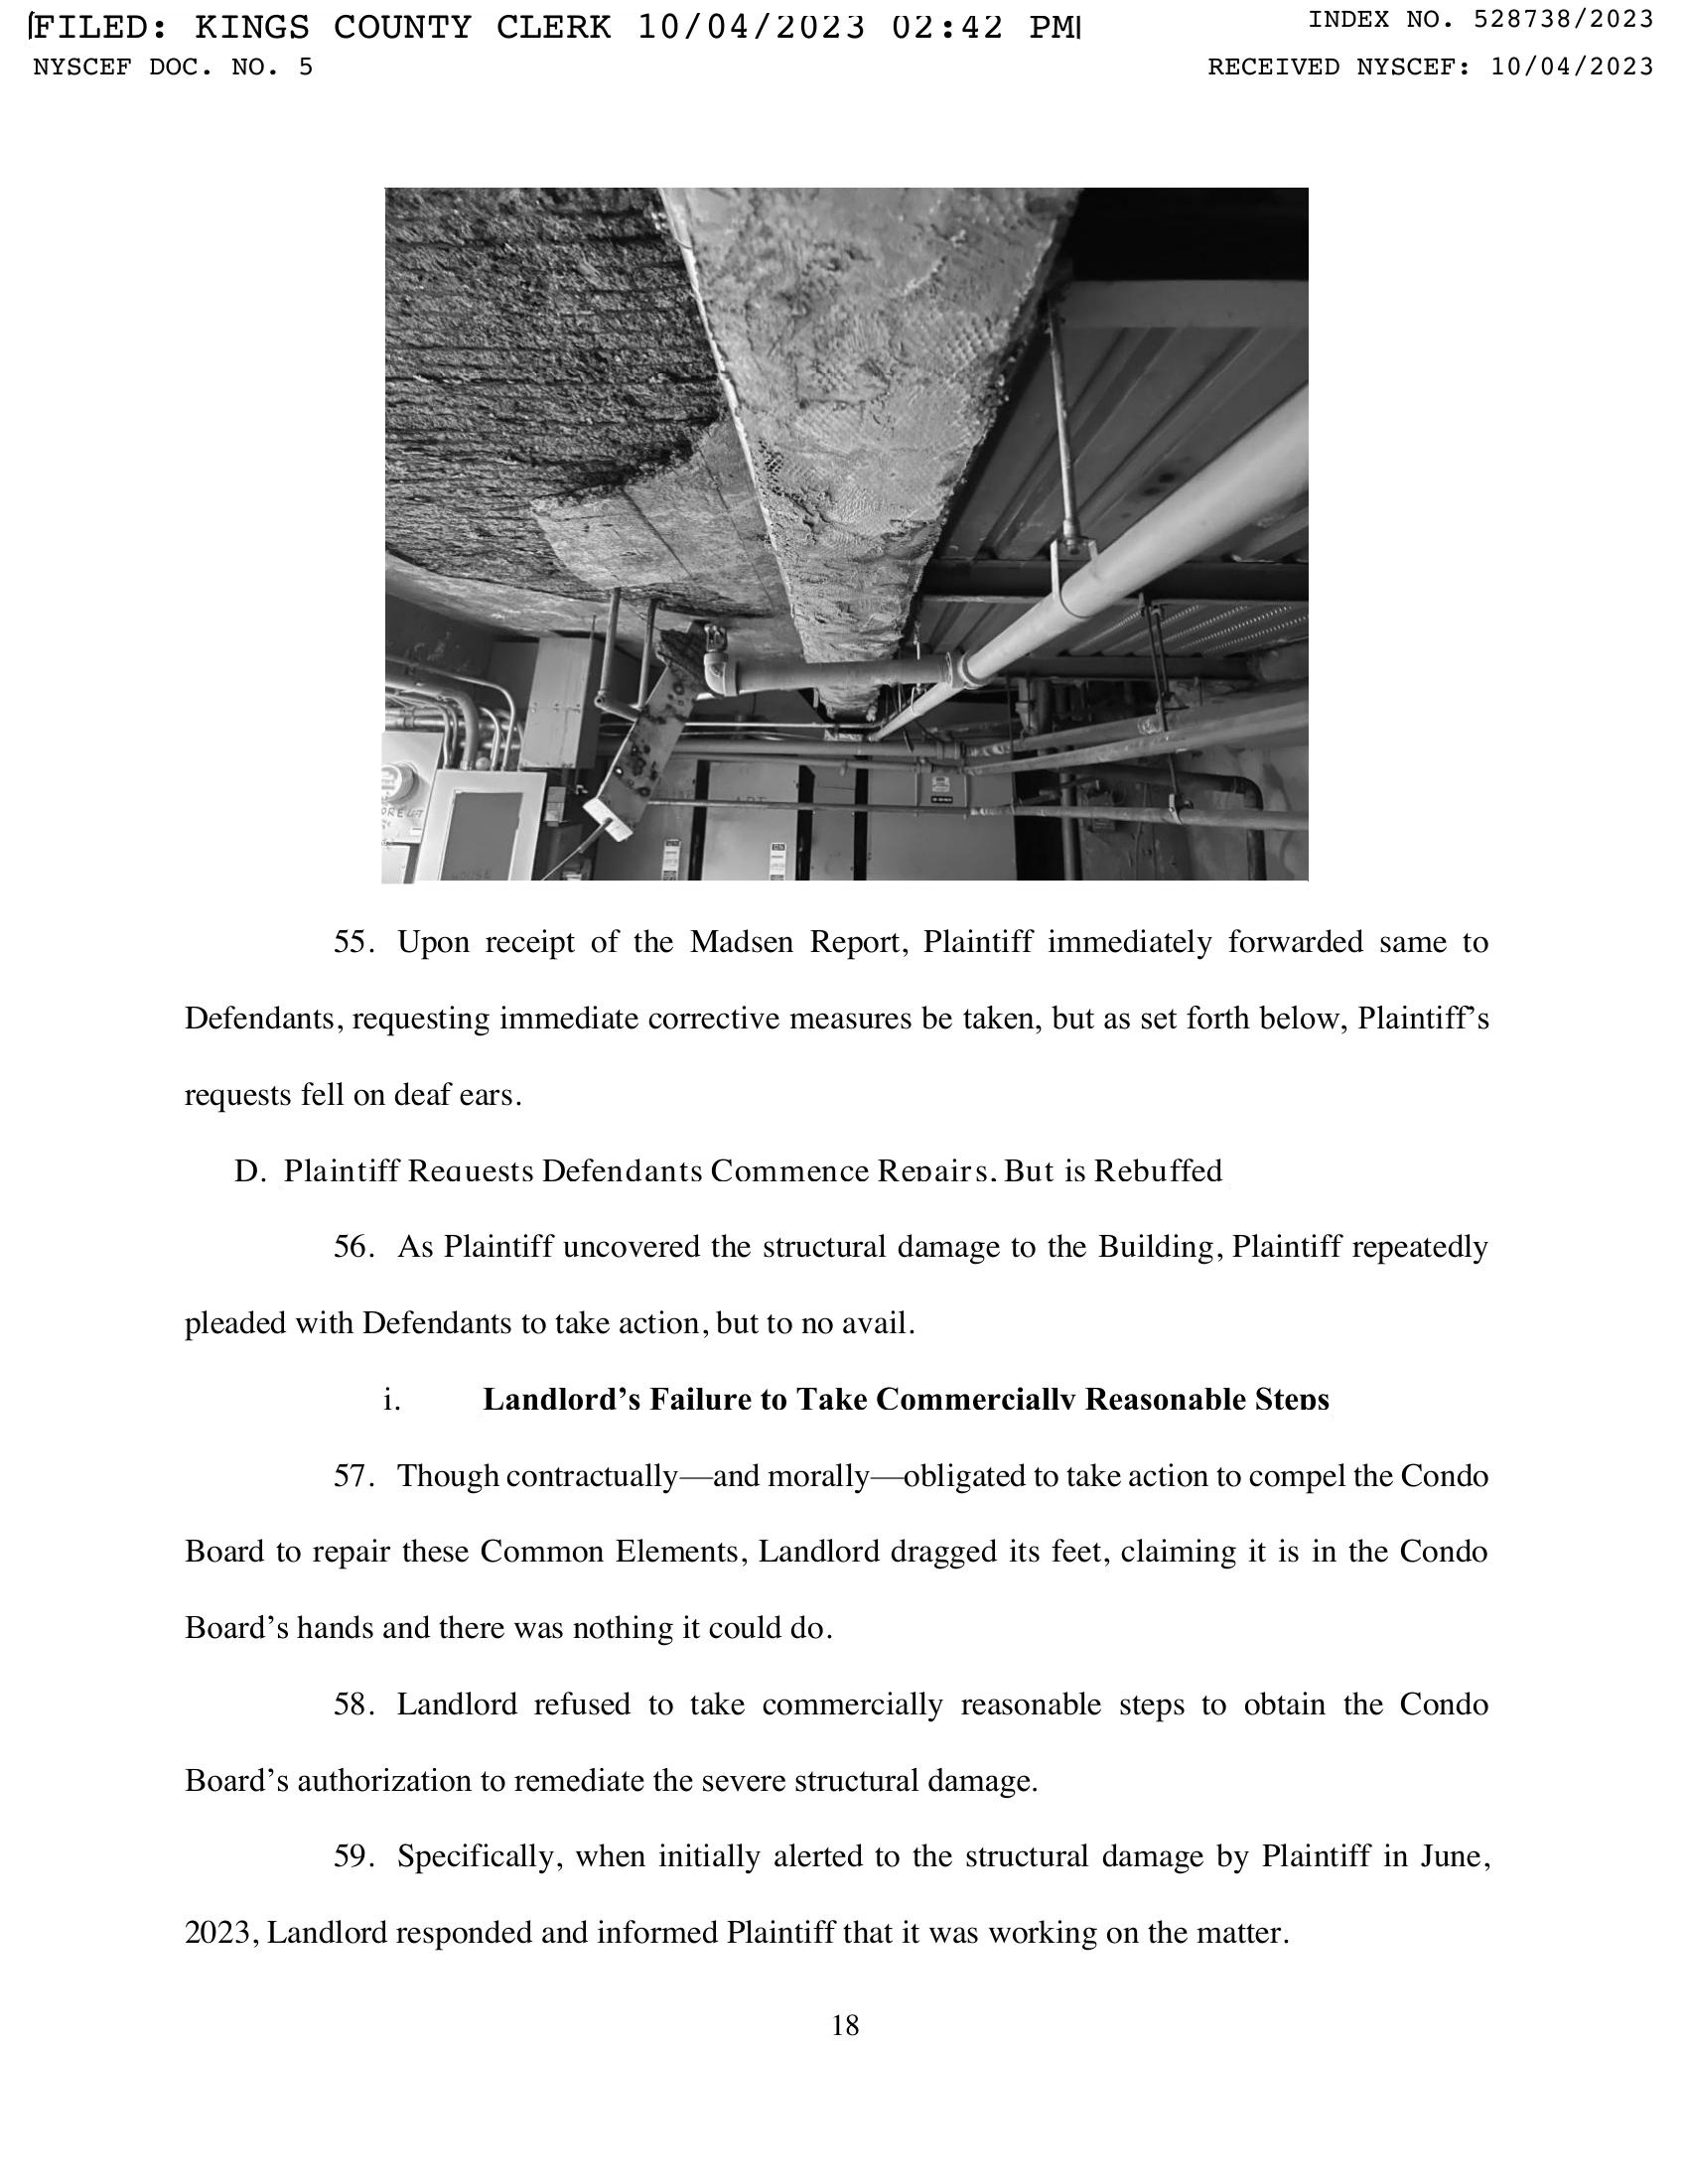 FILED: KINGS COUNTY CLERK 10/04/2023 02:42 PM
INDEX NO. 528738/2023
NYSCEF DOC. NO. 5
RECEIVED NYSCEF: 10/04/2023
HOUSE
55. Upon receipt of the Madsen Report, Plaintiff immediately forwarded same to
Defendants, requesting immediate corrective measures be taken, but as set forth below, Plaintiff's
requests fell on deaf ears.
D. Plaintiff Requests Defendants Commence Repairs, But is Rebuffed
56. As Plaintiff uncovered the structural damage to the Building, Plaintiff repeatedly
pleaded with Defendants to take action, but to no avail.
i. Landlord's Failure to Take Commercially Reasonable Steps
57. Though contractually—and morally—obligated to take action to compel the Condo
Board to repair these Common Elements, Landlord dragged its feet, claiming it is in the Condo
Board's hands and there was nothing it could do.
58. Landlord refused to take commercially reasonable steps to obtain the Condo
Board's authorization to remediate the severe structural damage.
59. Specifically, when initially alerted to the structural damage by Plaintiff in June,
2023, Landlord responded and informed Plaintiff that it was working on the matter.
18